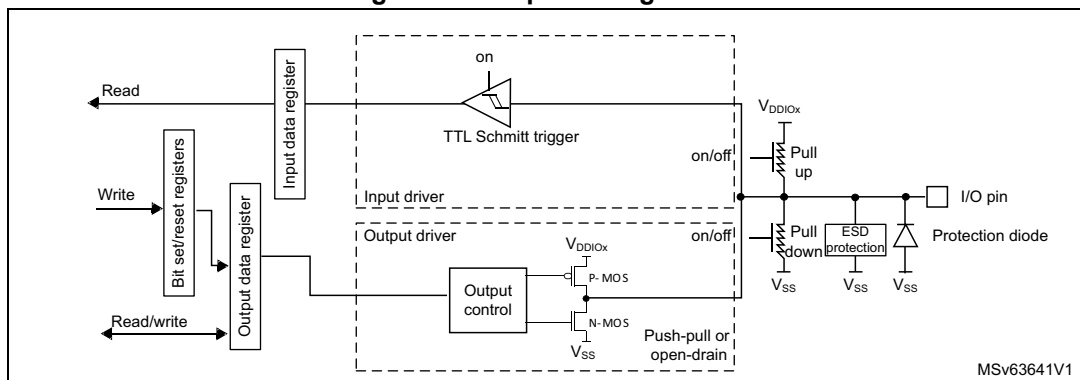 on
Read
Input data register
TTL Schmitt trigger
Input driver
Bit set/reset registers
Write
Output data register
Read/write
Output driver
Output
control
VDDIOx
P-MOS
N-MOS
VSS
Push-pull or
open-drain
VDDIOx
on/off
Pull
up
on/off
Pull
down
VSS
ESD
protection
VSS
Protection diode
VSS
I/O pin
MSv63641V1